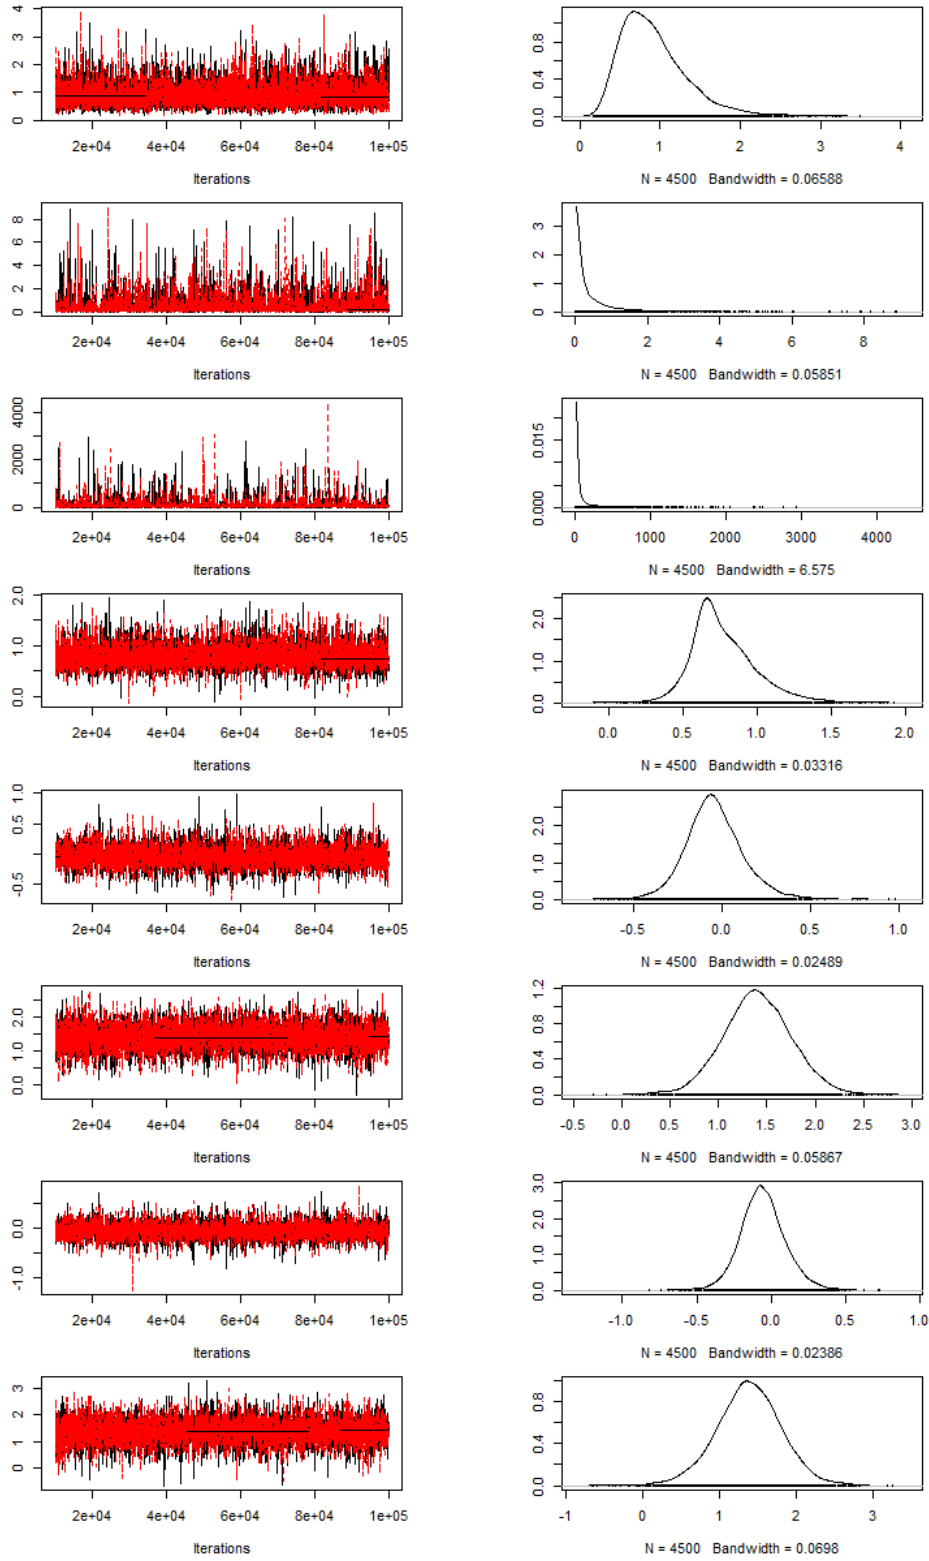 4
3
2
1
0
2e+04 4e+04 6e+04 8e+04 1e+05
Iterations
0.8
0.4
0.0
0 1 2 3 4
N = 4500 Bandwidth = 0.06588
8
6
4
2
0
2e+04 4e+04 6e+04 8e+04 1e+05
Iterations
3
2
1
0
0 2 4 6 8
N = 4500 Bandwidth = 0.05851
4000
2000
0
2e+04 4e+04 6e+04 8e+04 1e+05
Iterations
0.015
0.000
0 1000 2000 3000 4000
N = 4500 Bandwidth = 6.575
2.0
1.0
0.0
2e+04 4e+04 6e+04 8e+04 1e+05
Iterations
2.0
1.0
0.0
0.0 0.5 1.0 1.5 2.0
N = 4500 Bandwidth = 0.03316
1.0
0.5
-0.5
2e+04 4e+04 6e+04 8e+04 1e+05
Iterations
2.0
1.0
0.0
-0.5 0.0 0.5 1.0
N = 4500 Bandwidth = 0.02489
2.0
1.0
0.0
2e+04 4e+04 6e+04 8e+04 1e+05
Iterations
1.2
0.8
0.4
0.0
-0.5 0.0 0.5 1.0 1.5 2.0 2.5 3.0
N = 4500 Bandwidth = 0.05867
0.0
-1.0
2e+04 4e+04 6e+04 8e+04 1e+05
Iterations
3.0
2.0
1.0
0.0
-1.0 -0.5 0.0 0.5 1.0
N = 4500 Bandwidth = 0.02386
3
2
1
0
2e+04 4e+04 6e+04 8e+04 1e+05
Iterations
0.8
0.4
0.0
-1 0 1 2 3
N = 4500 Bandwidth = 0.0698